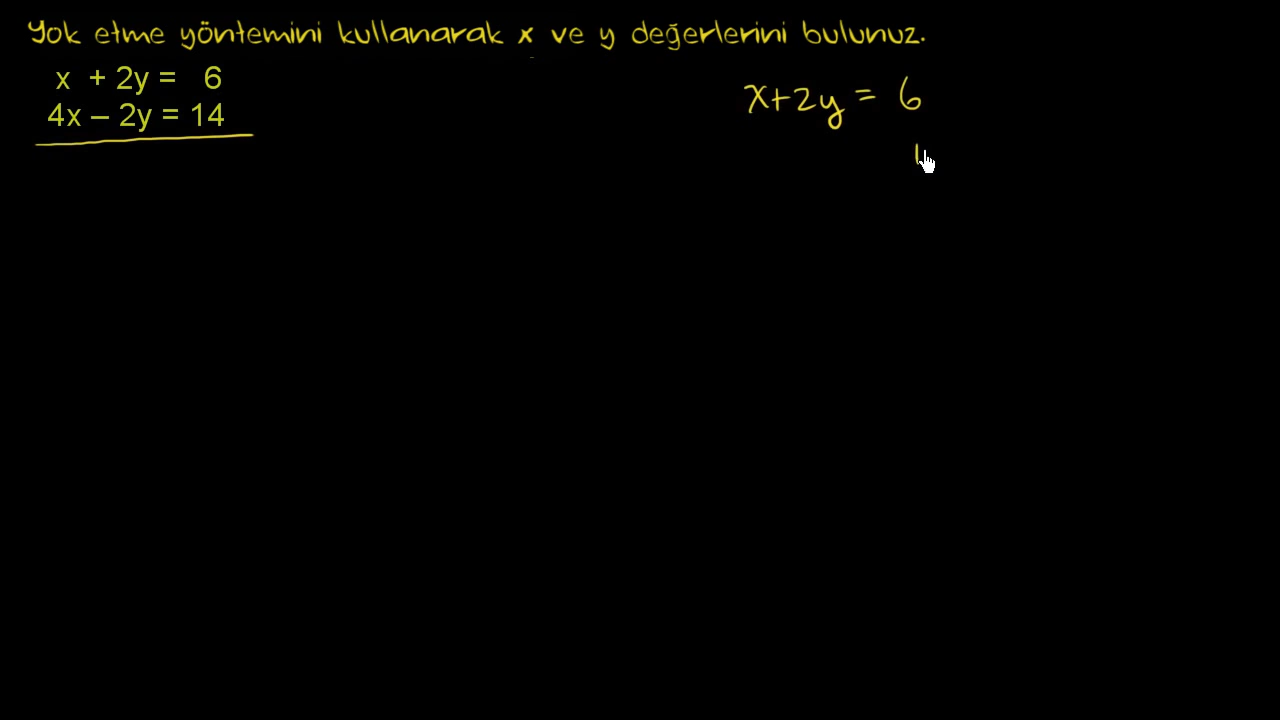 Yok etme yöntemini kullanarak x ve y değerlerini bulunuz.
x + 2y = 6
4x – 2y = 14
x+2y = 6